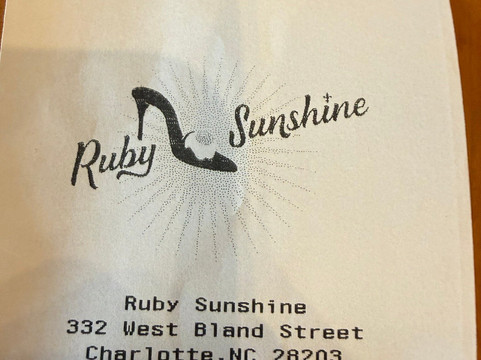 Ruby Sunshine
Ruby Sunshine
332 West Bland Street
Charlotte,NC 28203